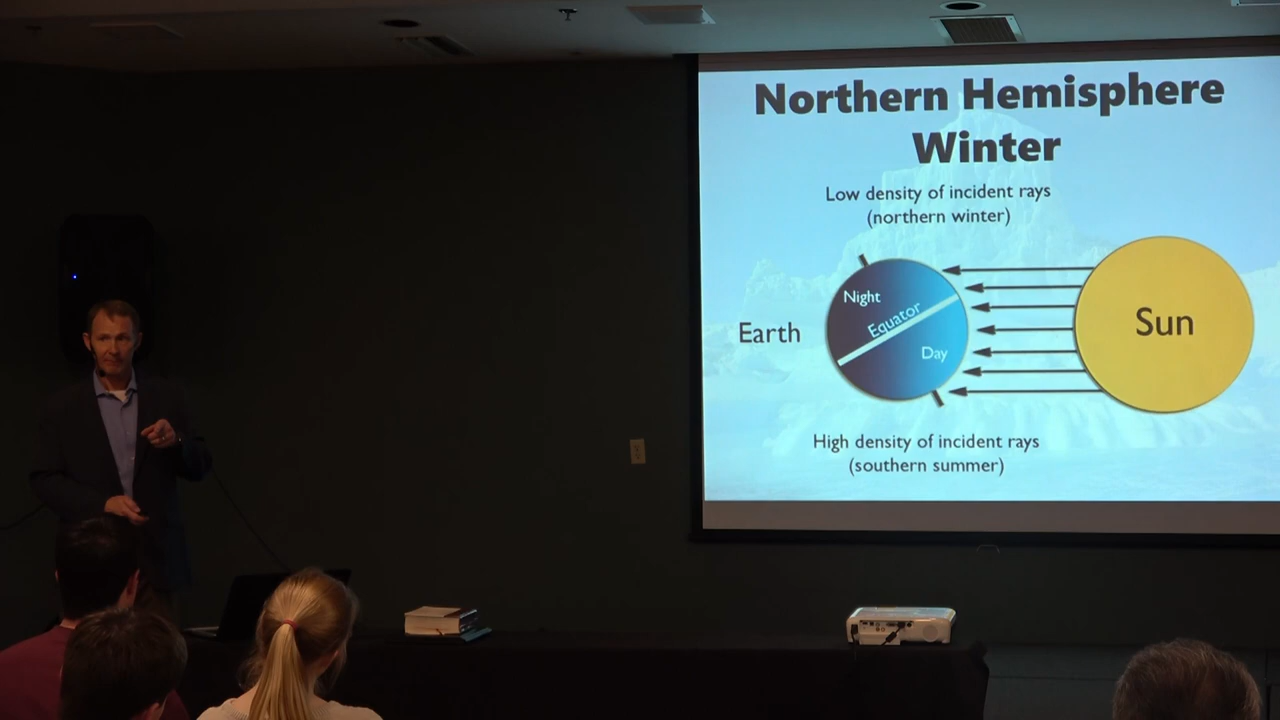 Northern Hemisphere
Winter
Low density of incident rays
(northern winter)
Night
Equator
Earth
Day
Sun
High density of incident rays
(southern summer)